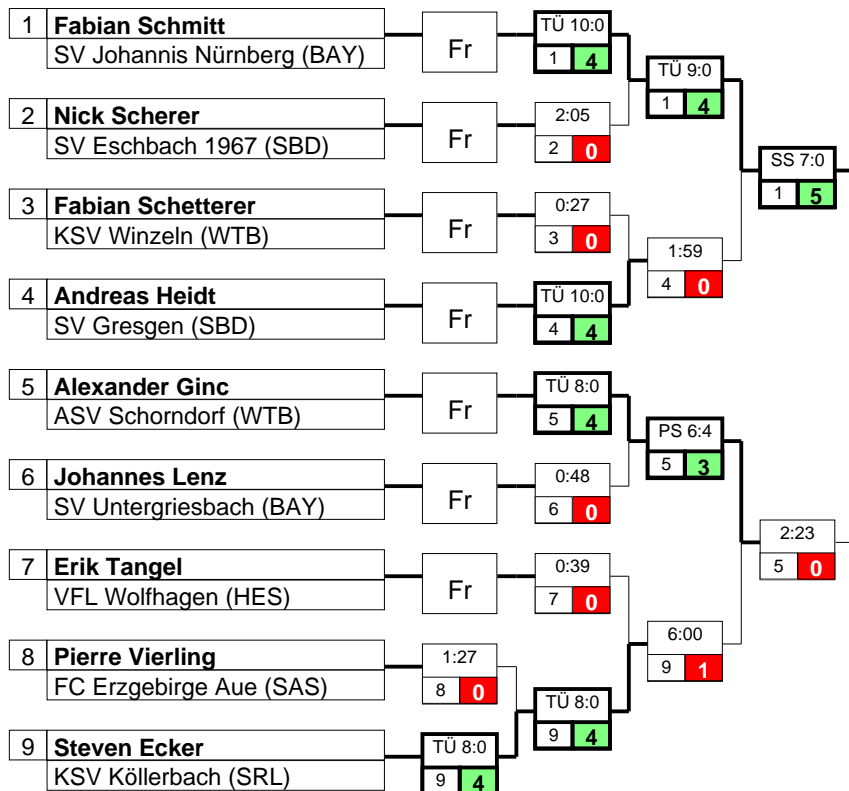 1 Fabian Schmitt
SV Johannis Nürnberg (BAY)
Fr
TÜ 10:0
1 4
TÜ 9:0
1 4
2 Nick Scherer
SV Eschbach 1967 (SBD)
Fr
2:05
2 0
SS 7:0
1 5
3 Fabian Schetterer
KSV Winzeln (WTB)
Fr
0:27
3 0
1:59
4 0
4 Andreas Heidt
SV Gresgen (SBD)
Fr
TÜ 10:0
4 4
5 Alexander Ginc
ASV Schorndorf (WTB)
Fr
TÜ 8:0
5 4
PS 6:4
5 3
6 Johannes Lenz
SV Untergriesbach (BAY)
Fr
0:48
6 0
2:23
5 0
7 Erik Tangel
VFL Wolfhagen (HES)
Fr
0:39
7 0
6:00
9 1
8 Pierre Vierling
FC Erzgebirge Aue (SAS)
1:27
8 0
TÜ 8:0
9 4
9 Steven Ecker
KSV Köllerbach (SRL)
TÜ 8:0
9 4